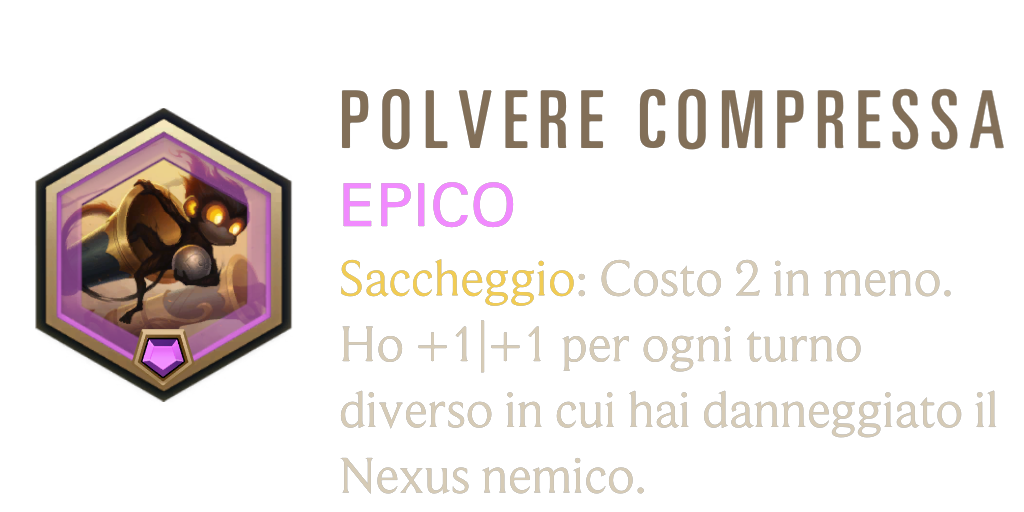 POLVERE COMPRESSA
EPICO
Saccheggio: Costo 2 in meno.
Ho +1|+1 per ogni turno
diverso in cui hai danneggiato il
Nexus nemico.